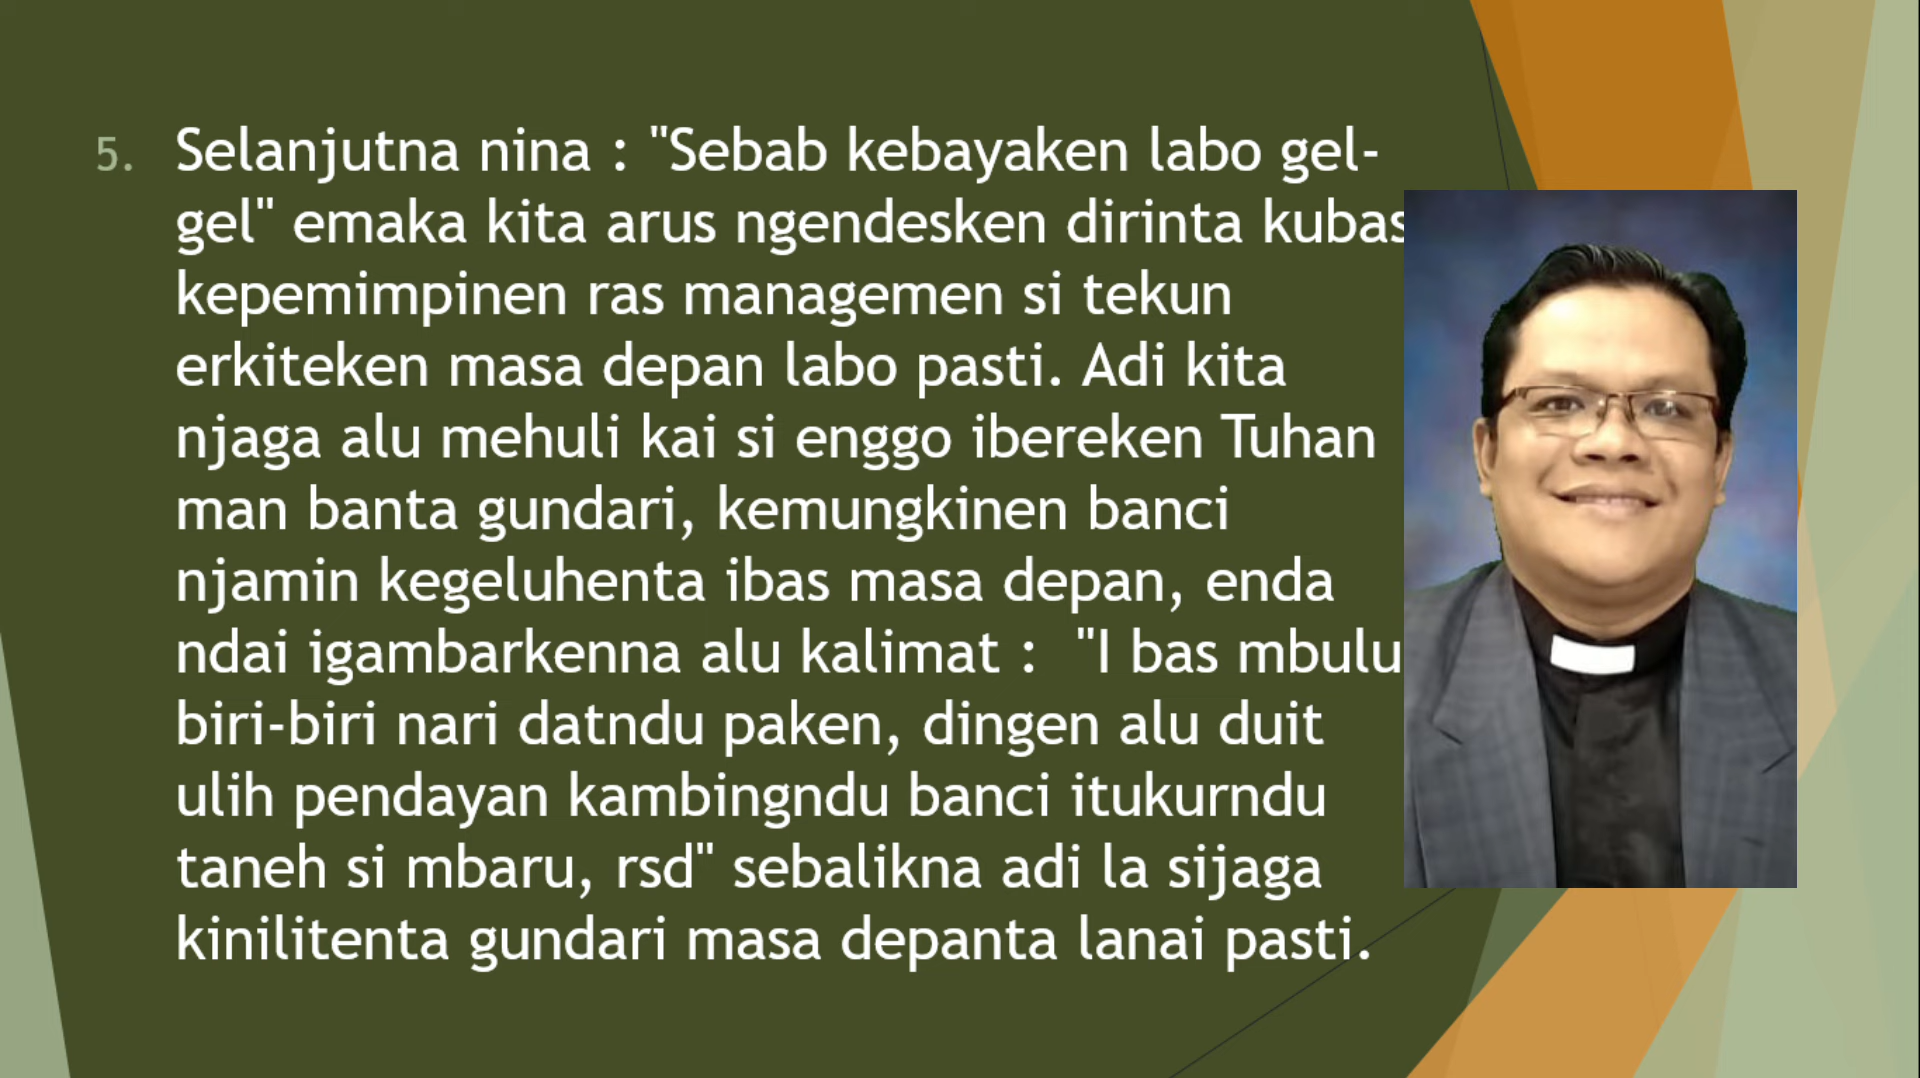 5. Selanjutna nina : "Sebab kebayaken labo gel-
gel" emaka kita arus ngendesken dirinta kubas
kepemimpinen ras managemen si tekun
erkiteken masa depan labo pasti. Adi kita
njaga alu mehuli kai si enggo ibereken Tuhan
man banta gundari, kemungkinen banci
njamin kegeluhenta ibas masa depan, enda
ndai igambarkenna alu kalimat :  "I bas mbulu
biri-biri nari datndu paken, dingen alu duit
ulih pendayan kambingndu banci itukurndu
taneh si mbaru, rsd" sebalikna adi la sijaga
kinilitenta gundari masa depanta lanai pasti.